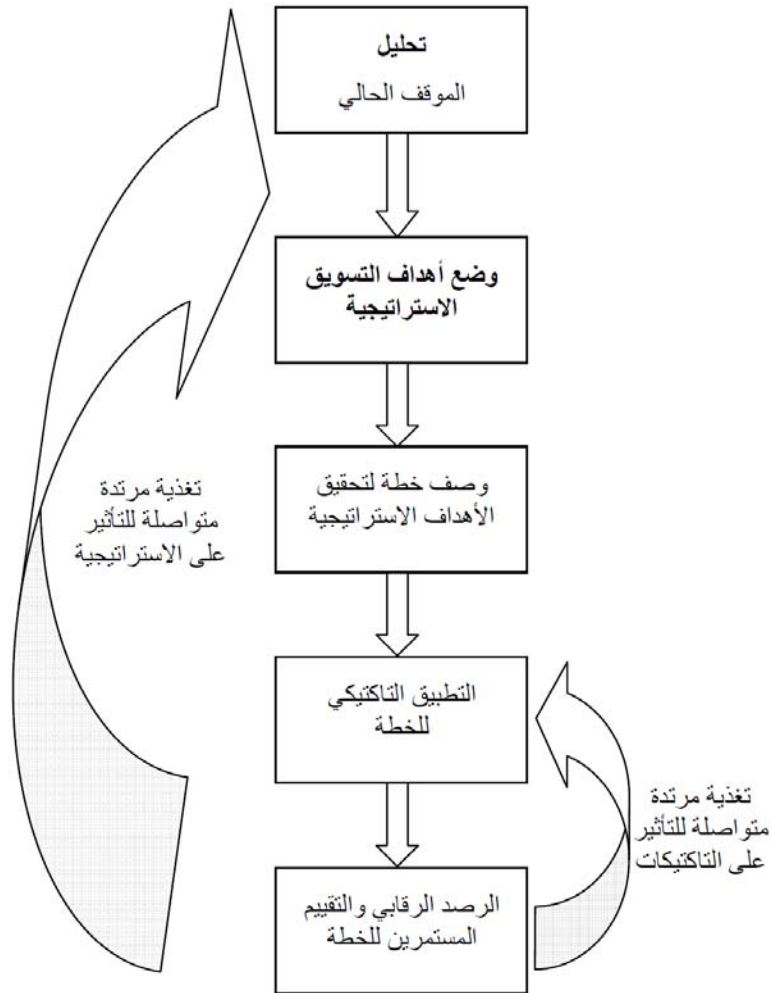 تحليل
الموقف الحالي
وضع أهداف التسويق
الاستراتيجية
وصف خطة لتحقيق
الأهداف الاستراتيجية
تغذية مرتدة
متواصلة للتأثير
على الاستراتيجية
التطبيق التاكتيكي
للخطة
تغذية مرتدة
متواصلة للتأثير
على التاكتيكات
الرصد الرقابي والتقييم
المستمرين للخطة